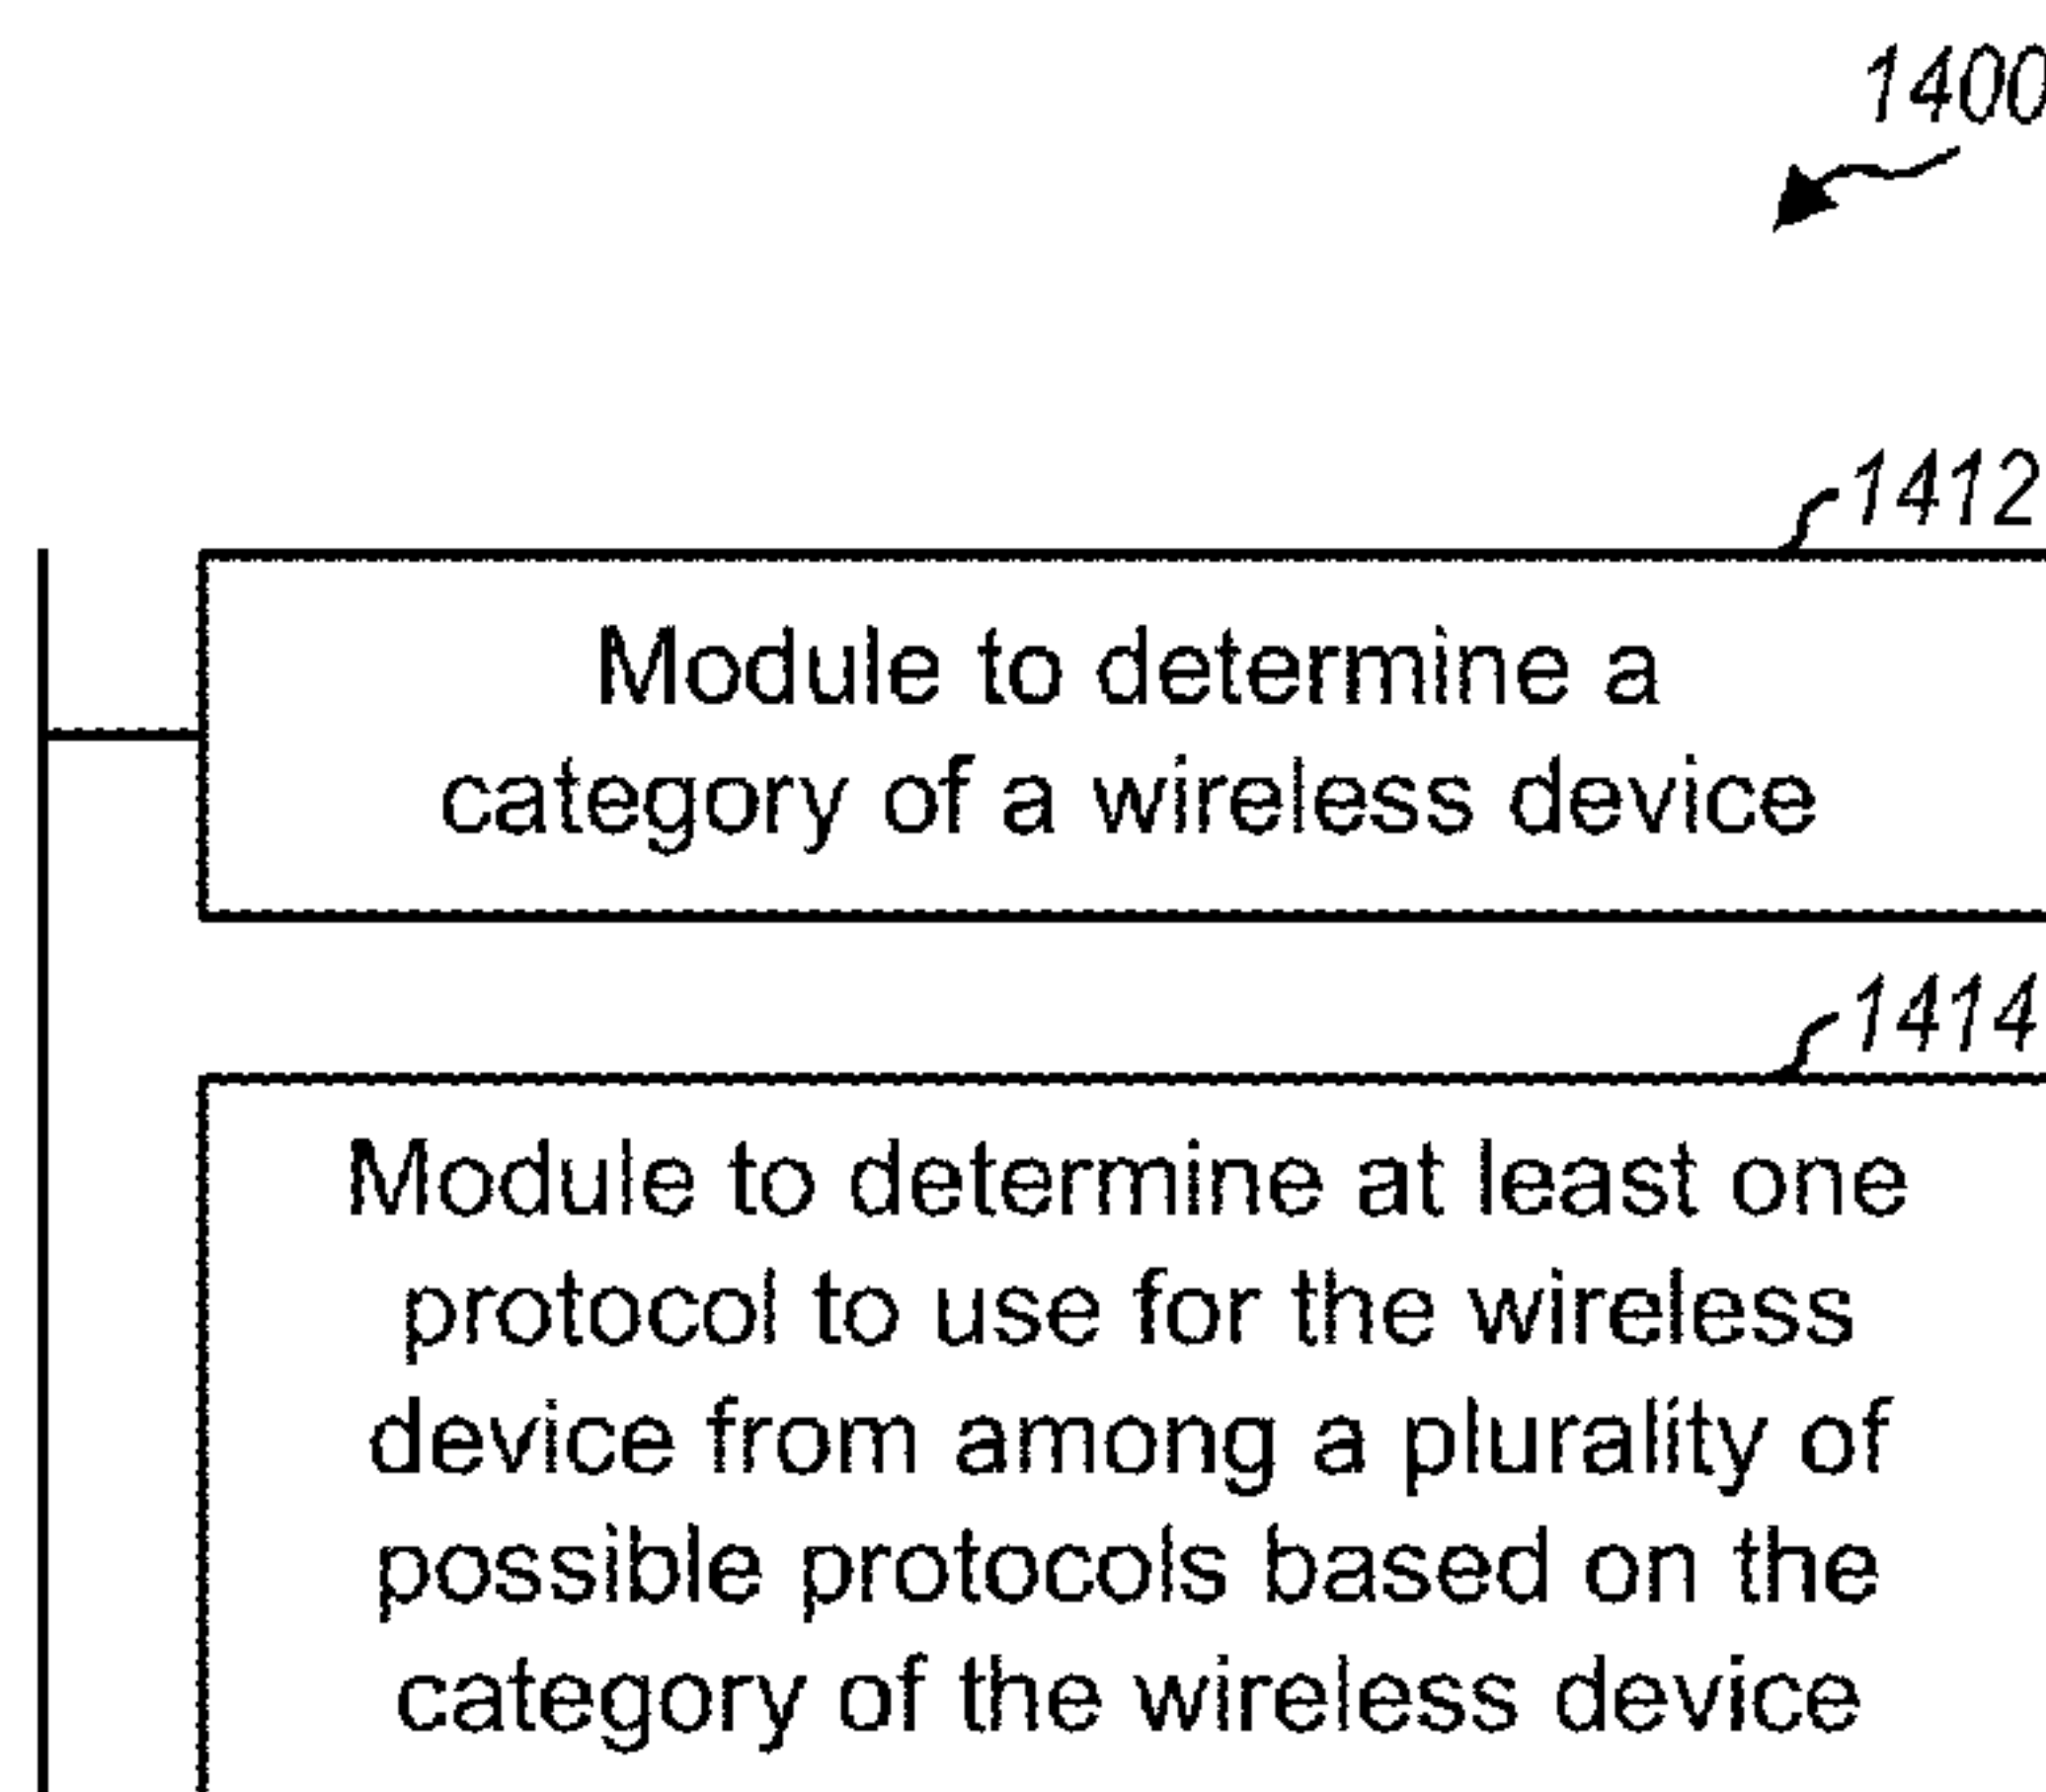 1400
1412
Module to determine a
category of a wireless device
1414
Module to determine at least one
protocol to use for the wireless
device from among a plurality of
possible protocols based on the
category of the wireless device